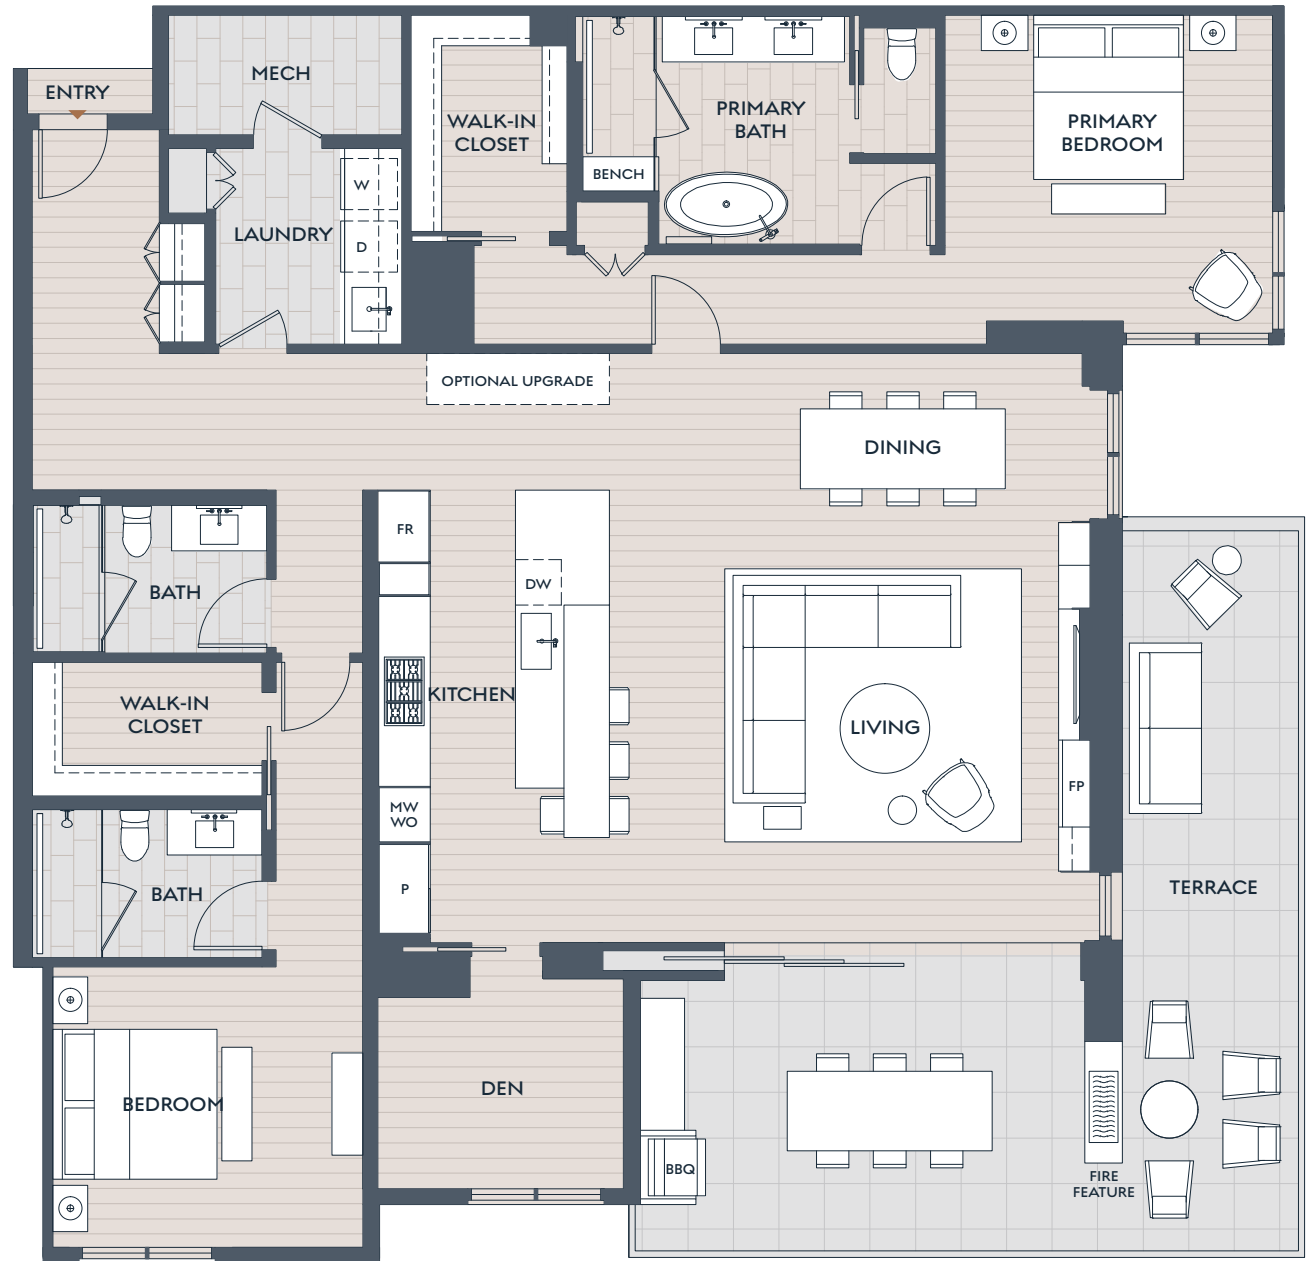 ENTRY
MECH
WALK-IN
CLOSET
PRIMARY
BATH
PRIMARY
BEDROOM
BENCH
W
LAUNDRY
D
OPTIONAL UPGRADE
DINING
FR
DW
BATH
KITCHEN
WALK-IN
CLOSET
LIVING
FP
MW
WO
BATH
P
TERRACE
DEN
BEDROOM
BBQ
FIRE
FEATURE